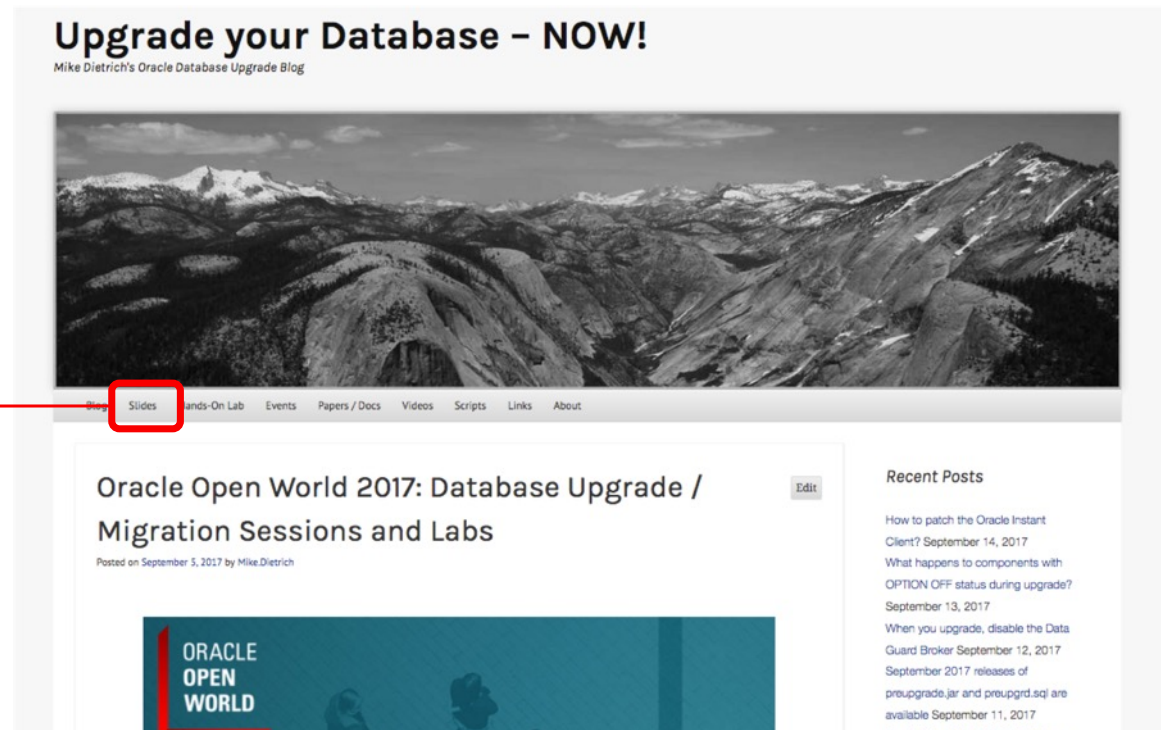 Upgrade your Database – NOW!
Mike Dietrich's Oracle Database Upgrade Blog
Blog Slides Hands-On Lab Events Papers / Docs Videos Scripts Links About
Oracle Open World 2017: Database Upgrade /
Migration Sessions and Labs
Edit
Posted on September 5, 2017 by Mike.Dietrich
ORACLE
OPEN
WORLD
Recent Posts
How to patch the Oracle Instant
Client? September 14, 2017
What happens to components with
OPTION OFF status during upgrade?
September 13, 2017
When you upgrade, disable the Data
Guard Broker September 12, 2017
September 2017 releases of
preupgrade.jar and preupgrd.sql are
available September 11, 2017